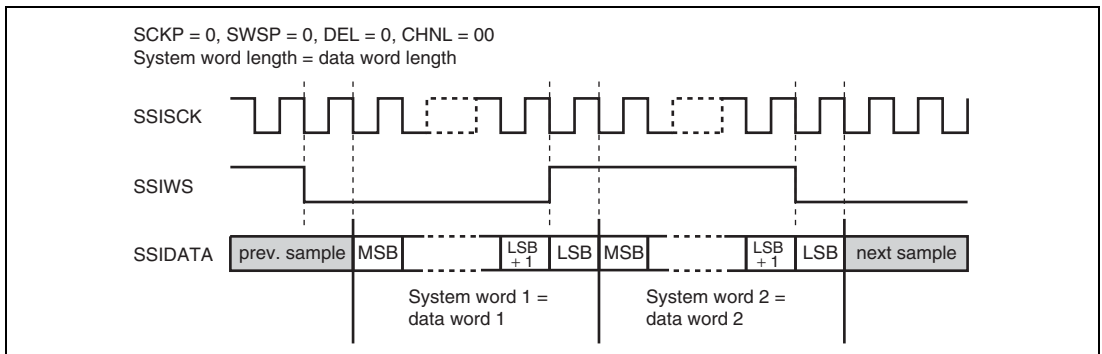 SCKP = 0, SWSP = 0, DEL = 0, CHNL = 00
System word length = data word length
SSISCK
SSIWS
SSIDATA
prev. sample
MSB
LSB
+ 1
LSB
MSB
LSB
+ 1
LSB
next sample
System word 1 =
data word 1
System word 2 =
data word 2